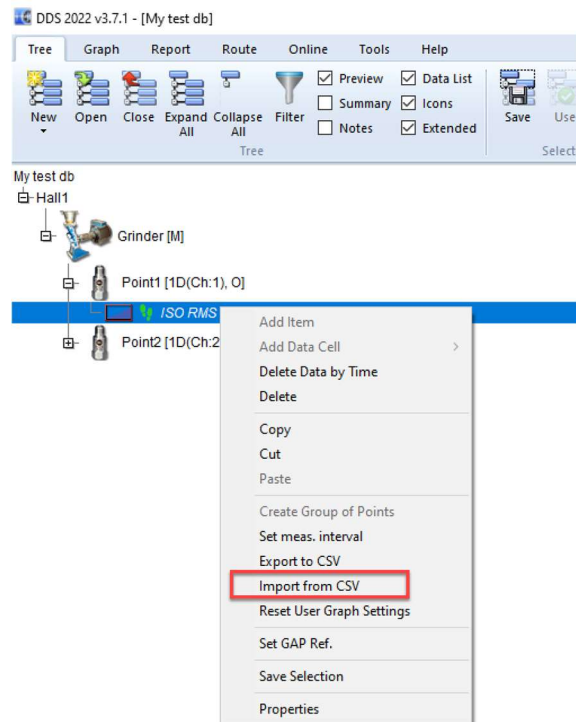 DDS 2022 v3.7.1 - [My test db]
Tree Graph Report Route Online Tools Help
Preview Data List
Summary Icons
Notes Extended
New Open Close Expand All Collapse All Filter Save Use
Tree Select
My test db
Hall1
Grinder [M]
Point1 [1D(Ch:1), O]
ISO RMS
Point2 [1D(Ch:2
Add Item
Add Data Cell
Delete Data by Time
Delete
Copy
Cut
Paste
Create Group of Points
Set meas. interval
Export to CSV
Import from CSV
Reset User Graph Settings
Set GAP Ref.
Save Selection
Properties